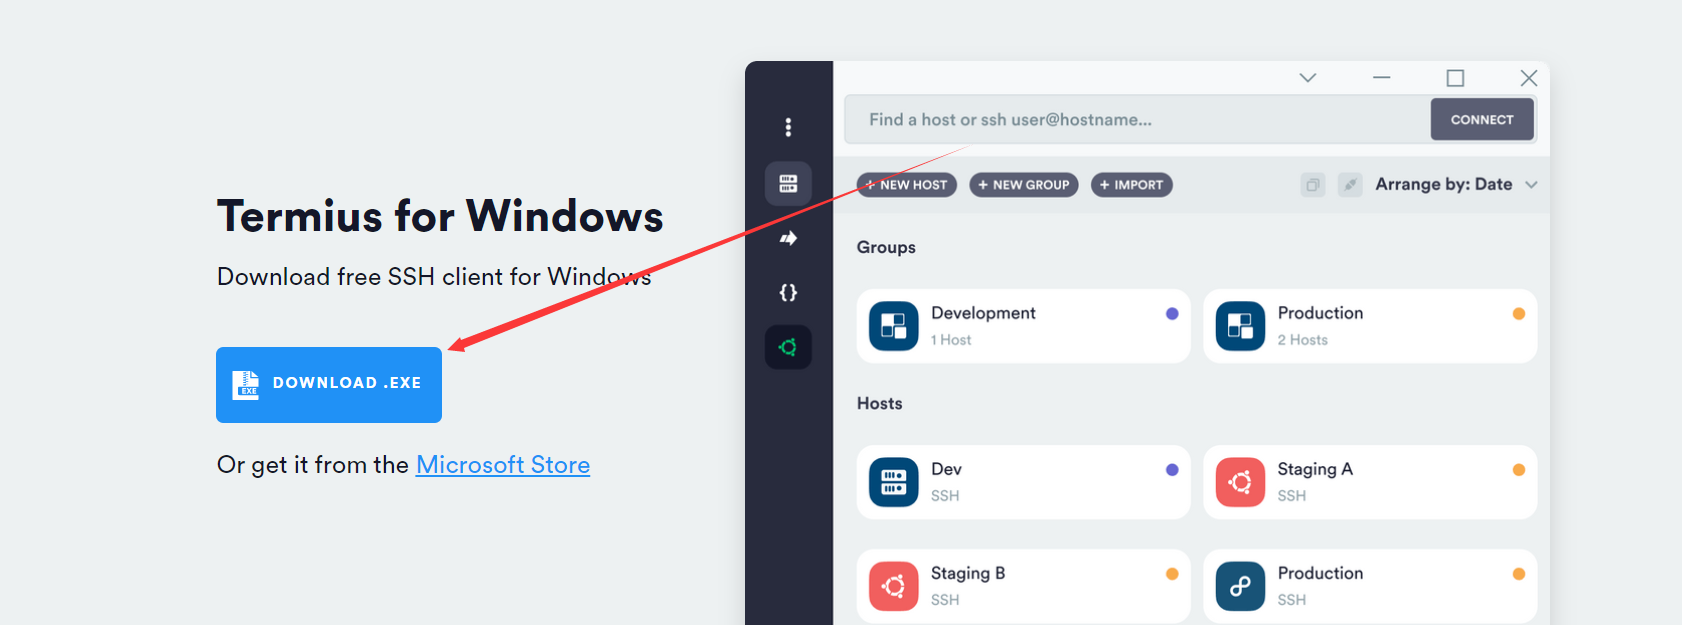 Termius for Windows
Download free SSH client for Windows
EXE
DOWNLOAD .EXE
Or get it from the Microsoft Store
Find a host or ssh user@hostname...
CONNECT
+ NEW HOST
+ NEW GROUP
+ IMPORT
Arrange by: Date
Groups
Development
1 Host
Production
2 Hosts
Hosts
Dev
SSH
Staging A
SSH
Staging B
SSH
Production
SSH